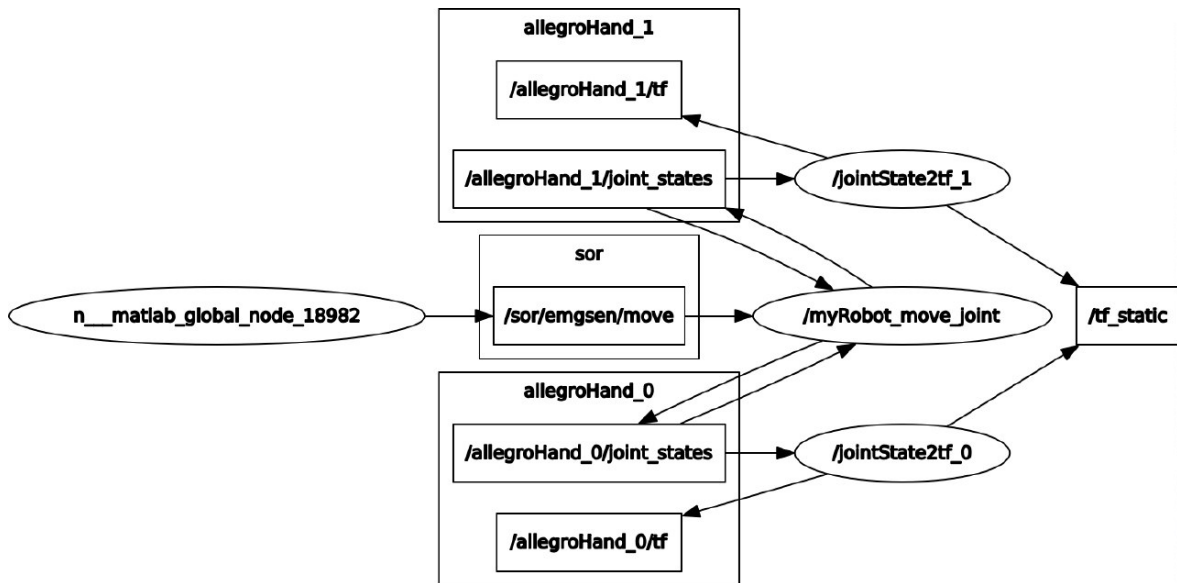 allegroHand_1
/allegroHand_1/tf
/allegroHand_1/joint_states
/jointState2tf_1
sor
n___matlab_global_node_18982
/sor/emgsen/move
/myRobot_move_joint
/tf_static
allegroHand_0
/allegroHand_0/joint_states
/jointState2tf_0
/allegroHand_0/tf